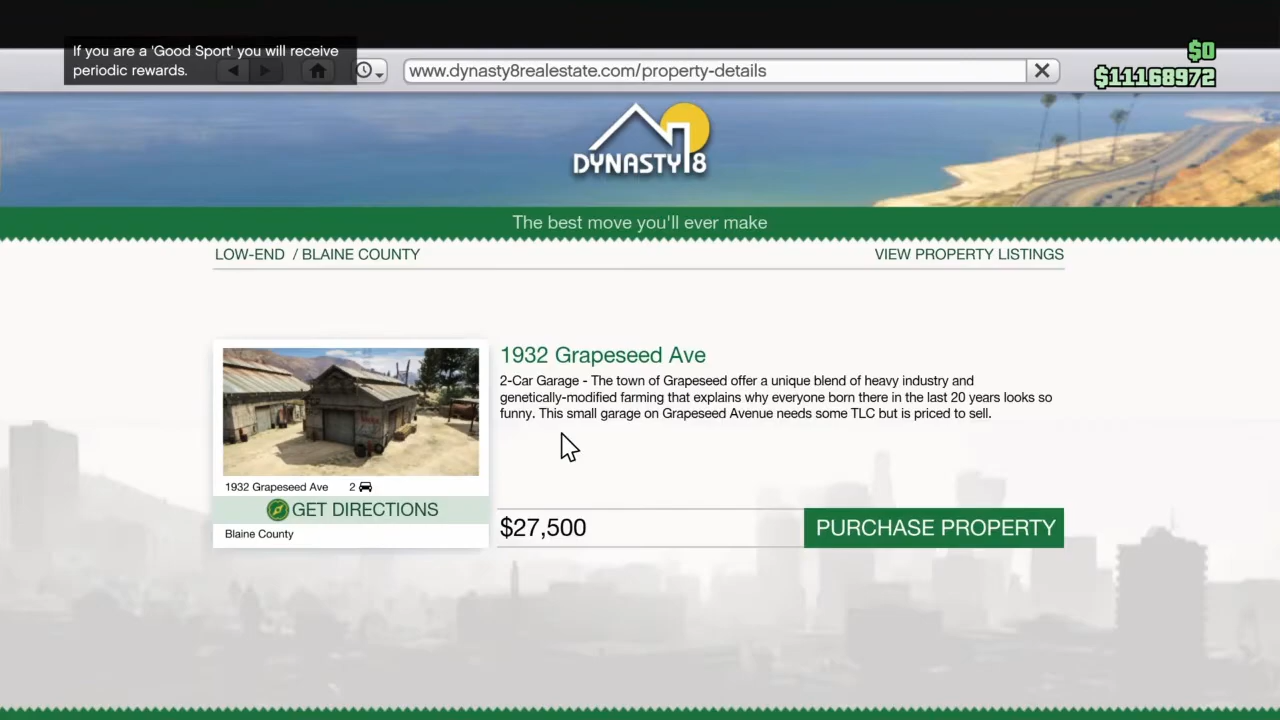 If you are a 'Good Sport' you will receive
periodic rewards.
www.dynasty8realestate.com/property-details
$0
$11168972
DYNASTY 8
The best move you'll ever make
LOW-END / BLAINE COUNTY
VIEW PROPERTY LISTINGS
1932 Grapeseed Ave
2-Car Garage - The town of Grapeseed offer a unique blend of heavy industry and
genetically-modified farming that explains why everyone born there in the last 20 years looks so
funny. This small garage on Grapeseed Avenue needs some TLC but is priced to sell.
1932 Grapeseed Ave 2
GET DIRECTIONS
Blaine County
$27,500
PURCHASE PROPERTY